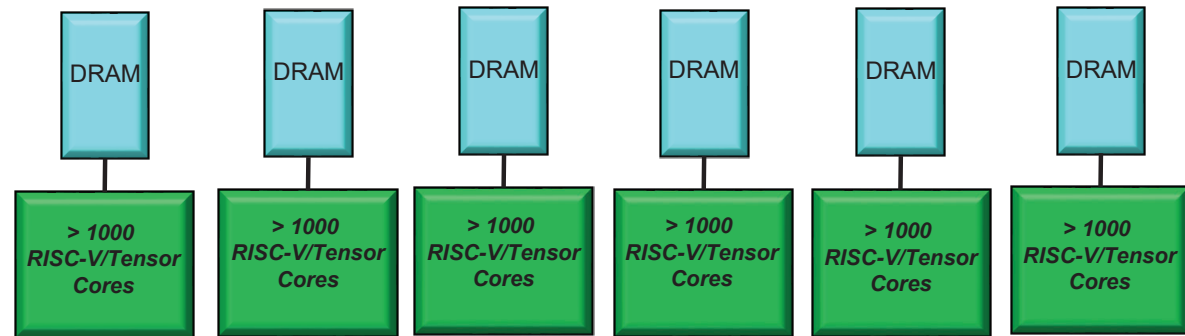 DRAM
DRAM
DRAM
DRAM
DRAM
DRAM
> 1000
RISC-V/Tensor
Cores
> 1000
RISC-V/Tensor
Cores
> 1000
RISC-V/Tensor
Cores
> 1000
RISC-V/Tensor
Cores
> 1000
RISC-V/Tensor
Cores
> 1000
RISC-V/Tensor
Cores